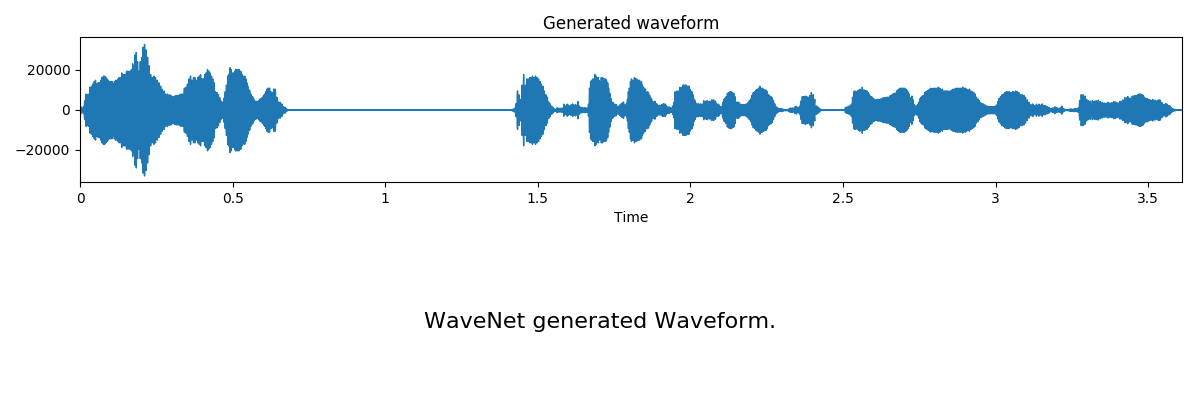 Generated waveform
20000
0
−20000
0 0.5 1 1.5 2 2.5 3 3.5
Time
WaveNet generated Waveform.